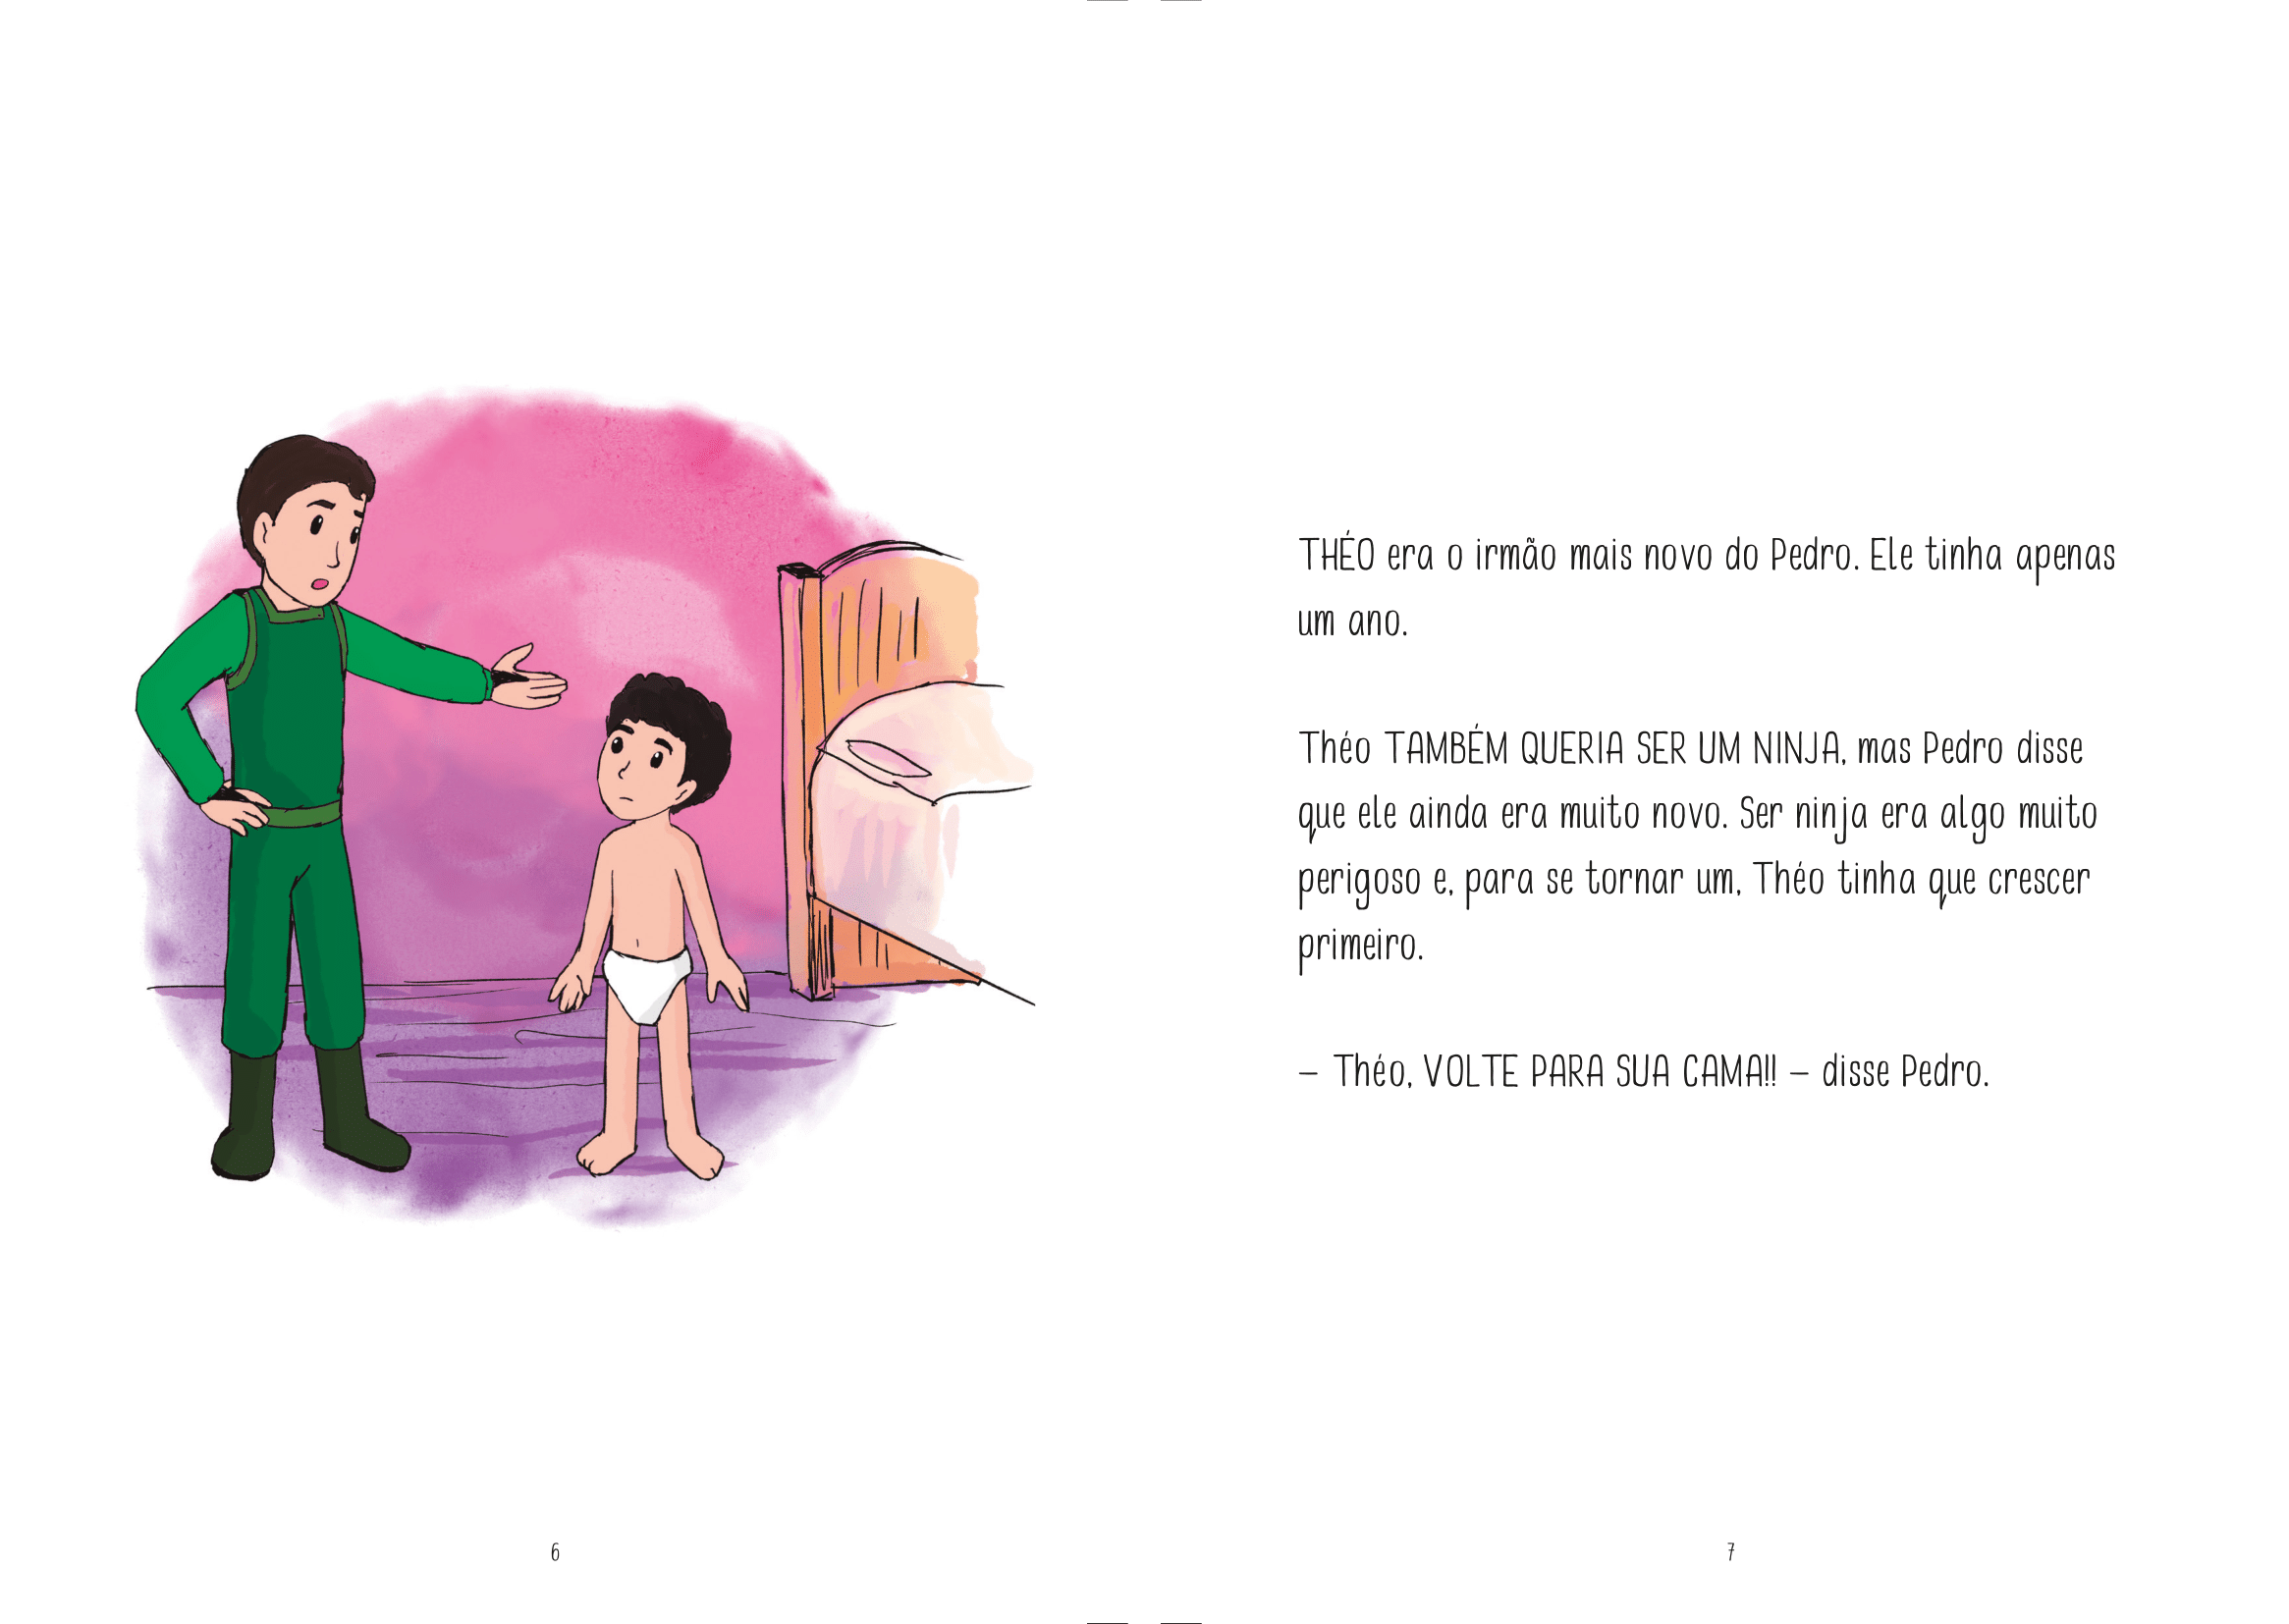 THÉO era o irmão mais novo do Pedro. Ele tinha apenas
um ano.
Théo TAMBÉM QUERIA SER UM NINJA, mas Pedro disse
que ele ainda era muito novo. Ser ninja era algo muito
perigoso e, para se tornar um, Théo tinha que crescer
primeiro.
– Théo, VOLTE PARA SUA CAMA!! – disse Pedro.
6
7